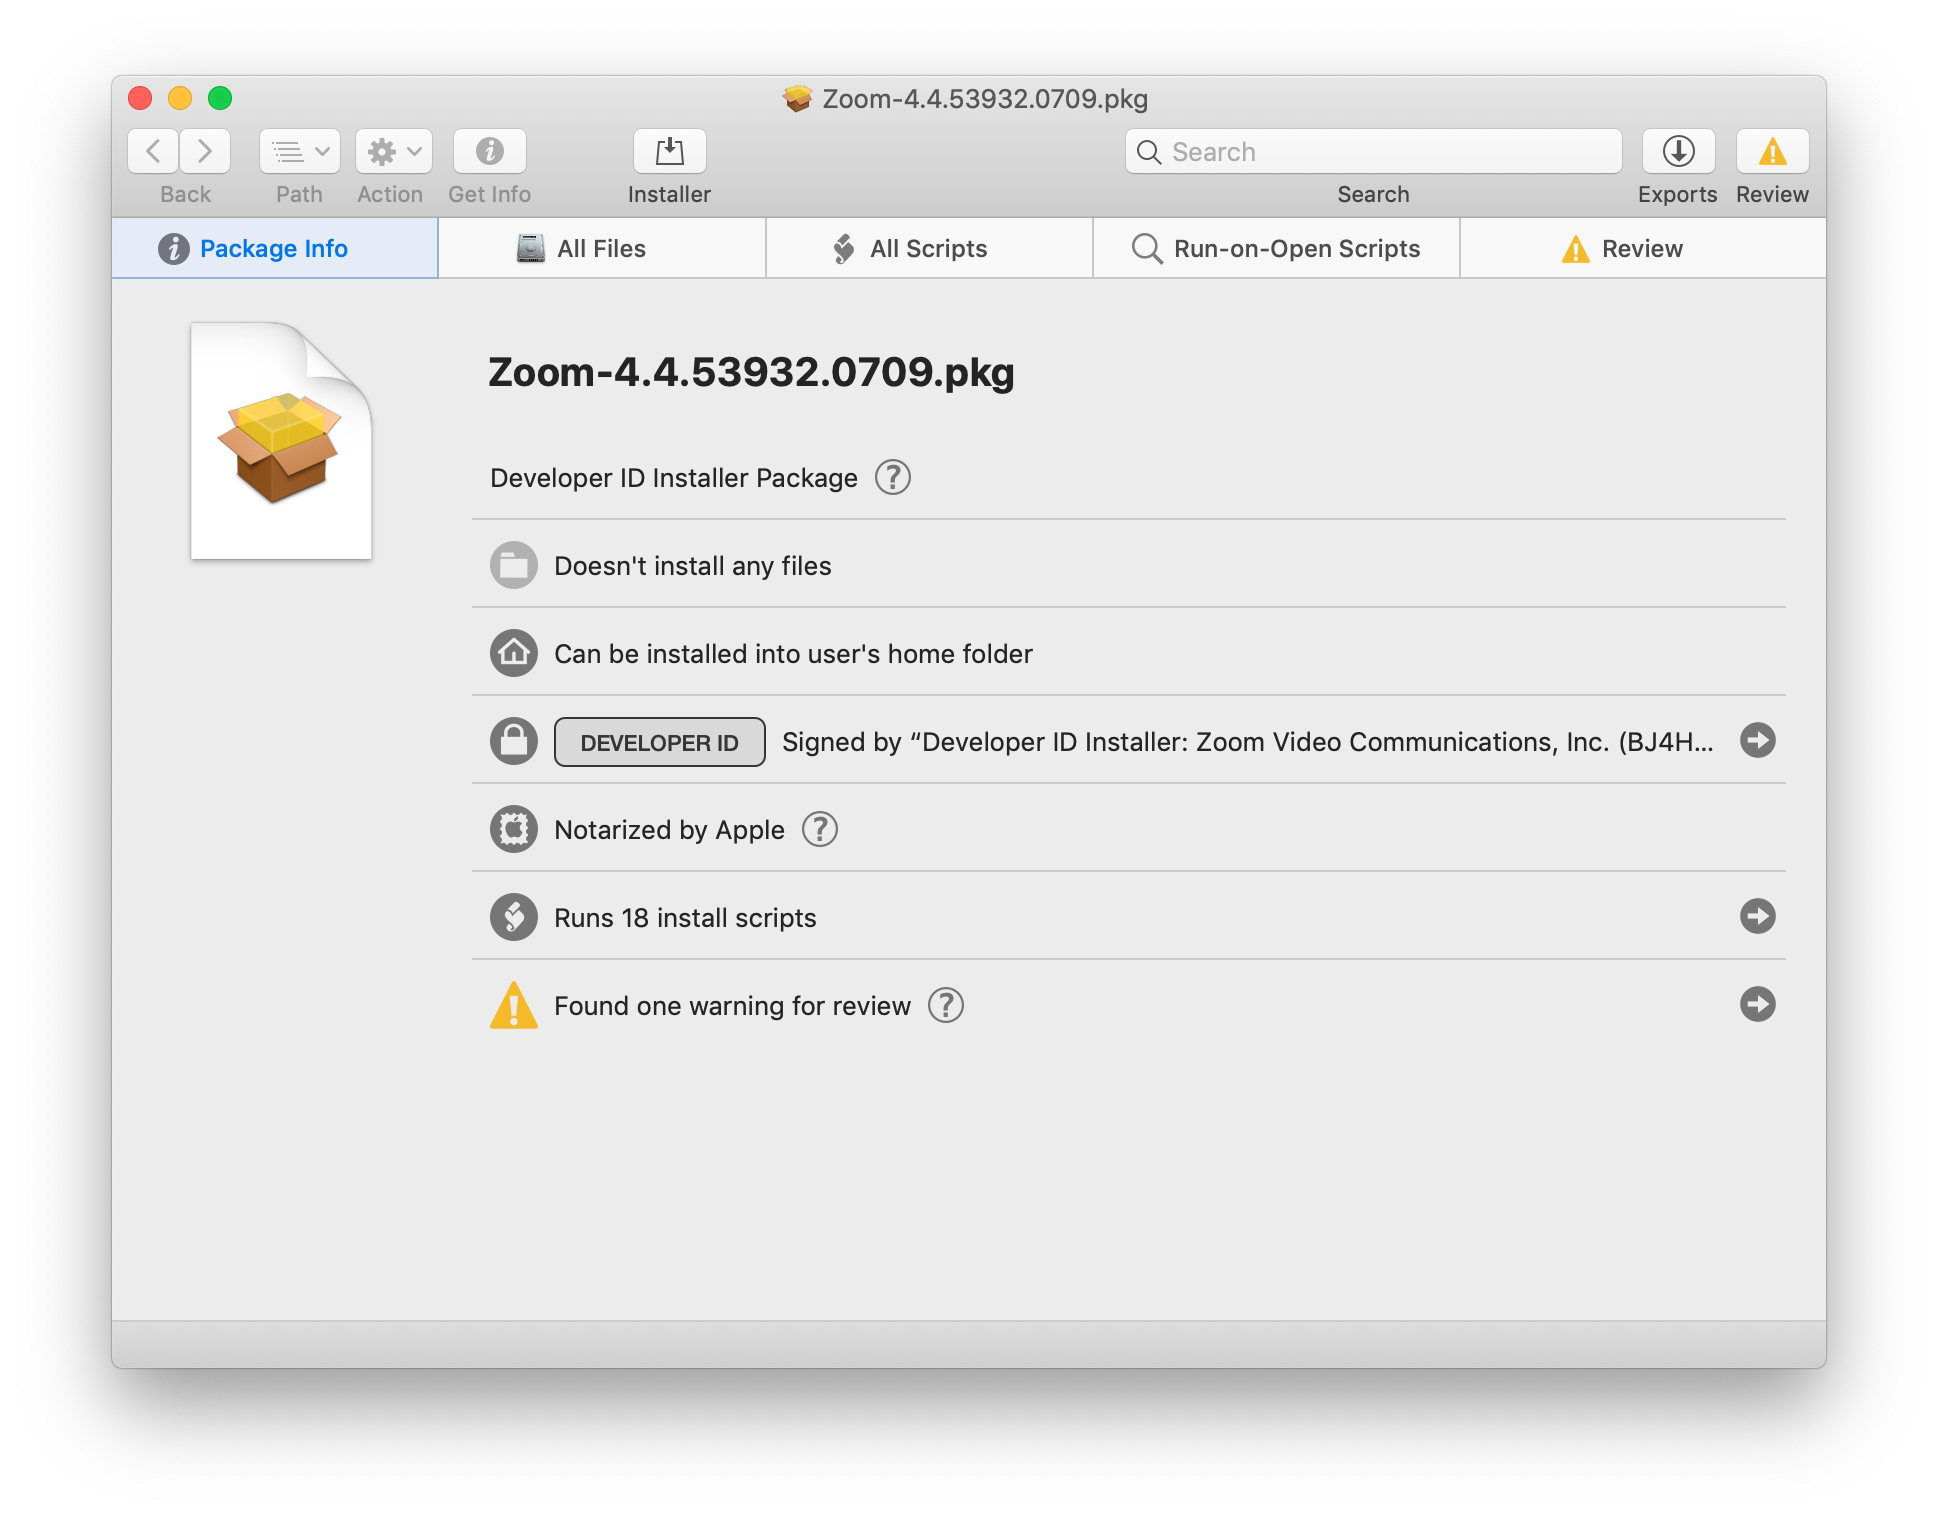 Zoom-4.4.53932.0709.pkg
Search
Back
Path
Action
Get Info
Installer
Search
Exports
Review
Package Info
All Files
All Scripts
Run-on-Open Scripts
Review
Zoom-4.4.53932.0709.pkg
Developer ID Installer Package ?
Doesn't install any files
Can be installed into user's home folder
DEVELOPER ID Signed by “Developer ID Installer: Zoom Video Communications, Inc. (BJ4H...
Notarized by Apple ?
Runs 18 install scripts
Found one warning for review ?